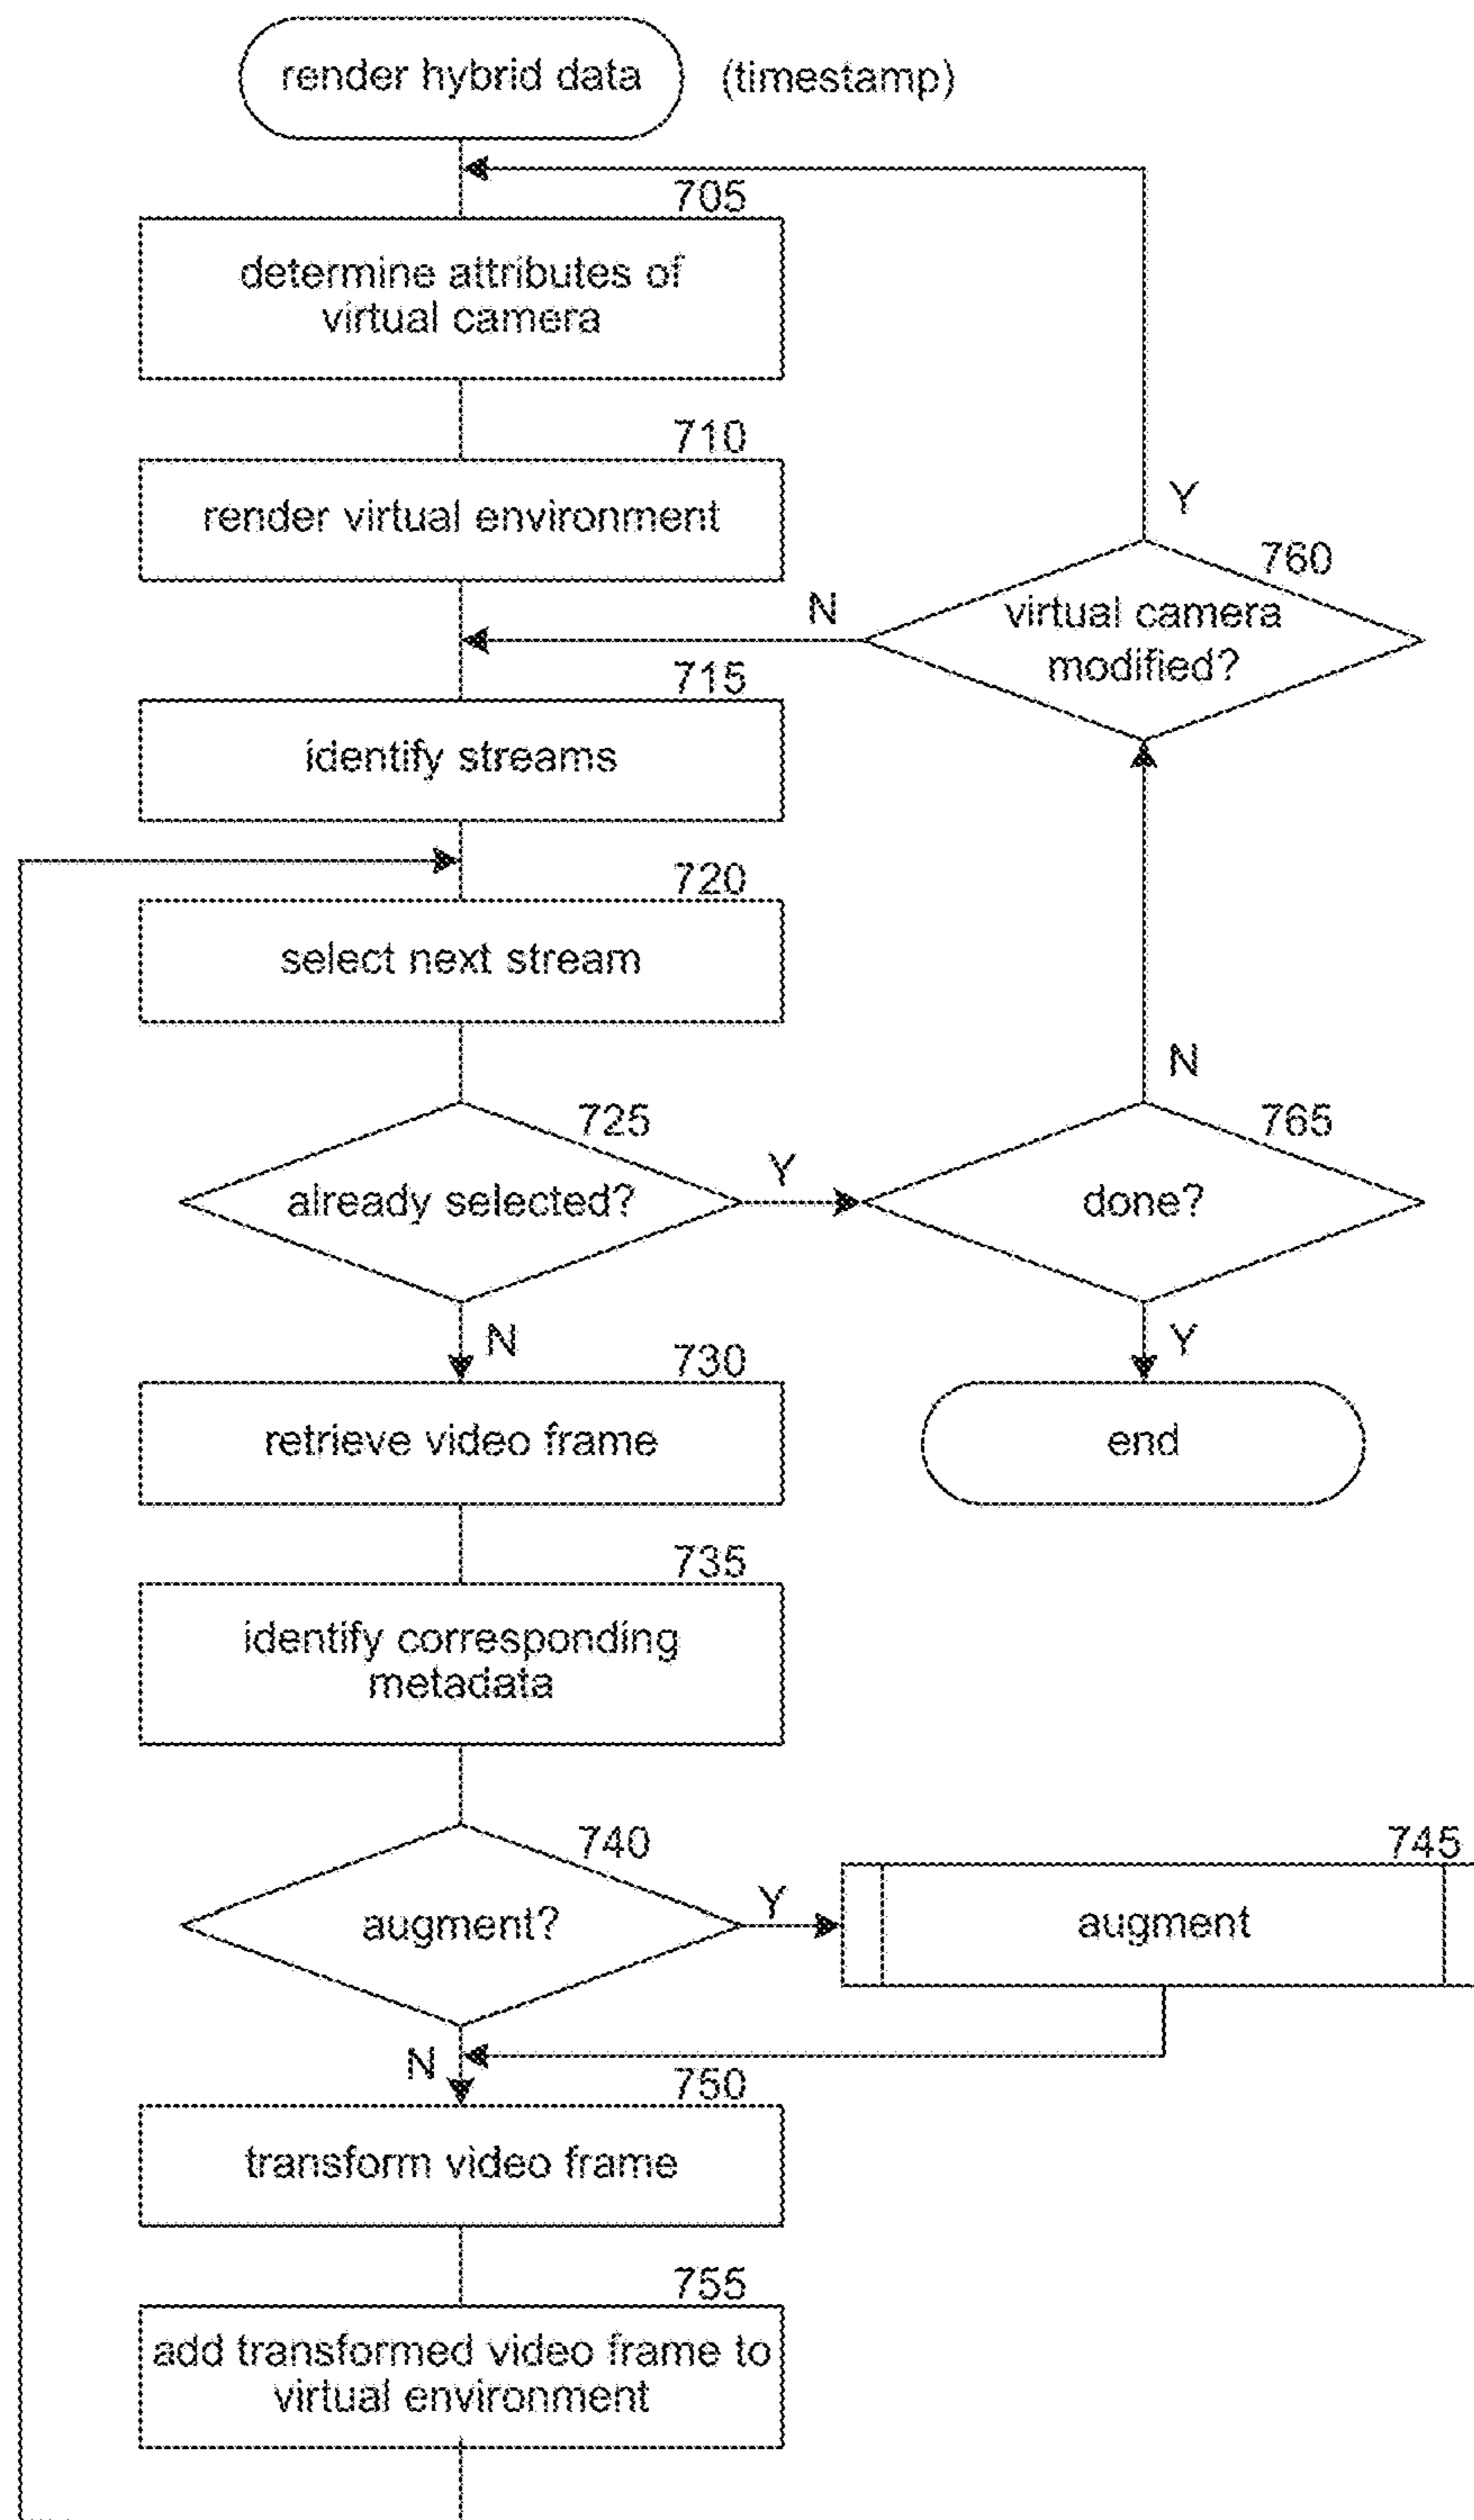 render hybrid data (timestamp)
705
determine attributes of
virtual camera
710
render virtual environment
Y
760
virtual camera
modified?
N
715
identify streams
720
select next stream
N
725
already selected?
Y
765
done?
N
Y
730
retrieve video frame
end
735
identify corresponding
metadata
740
augment?
Y
745
augment
N
750
transform video frame
755
add transformed video frame to
virtual environment